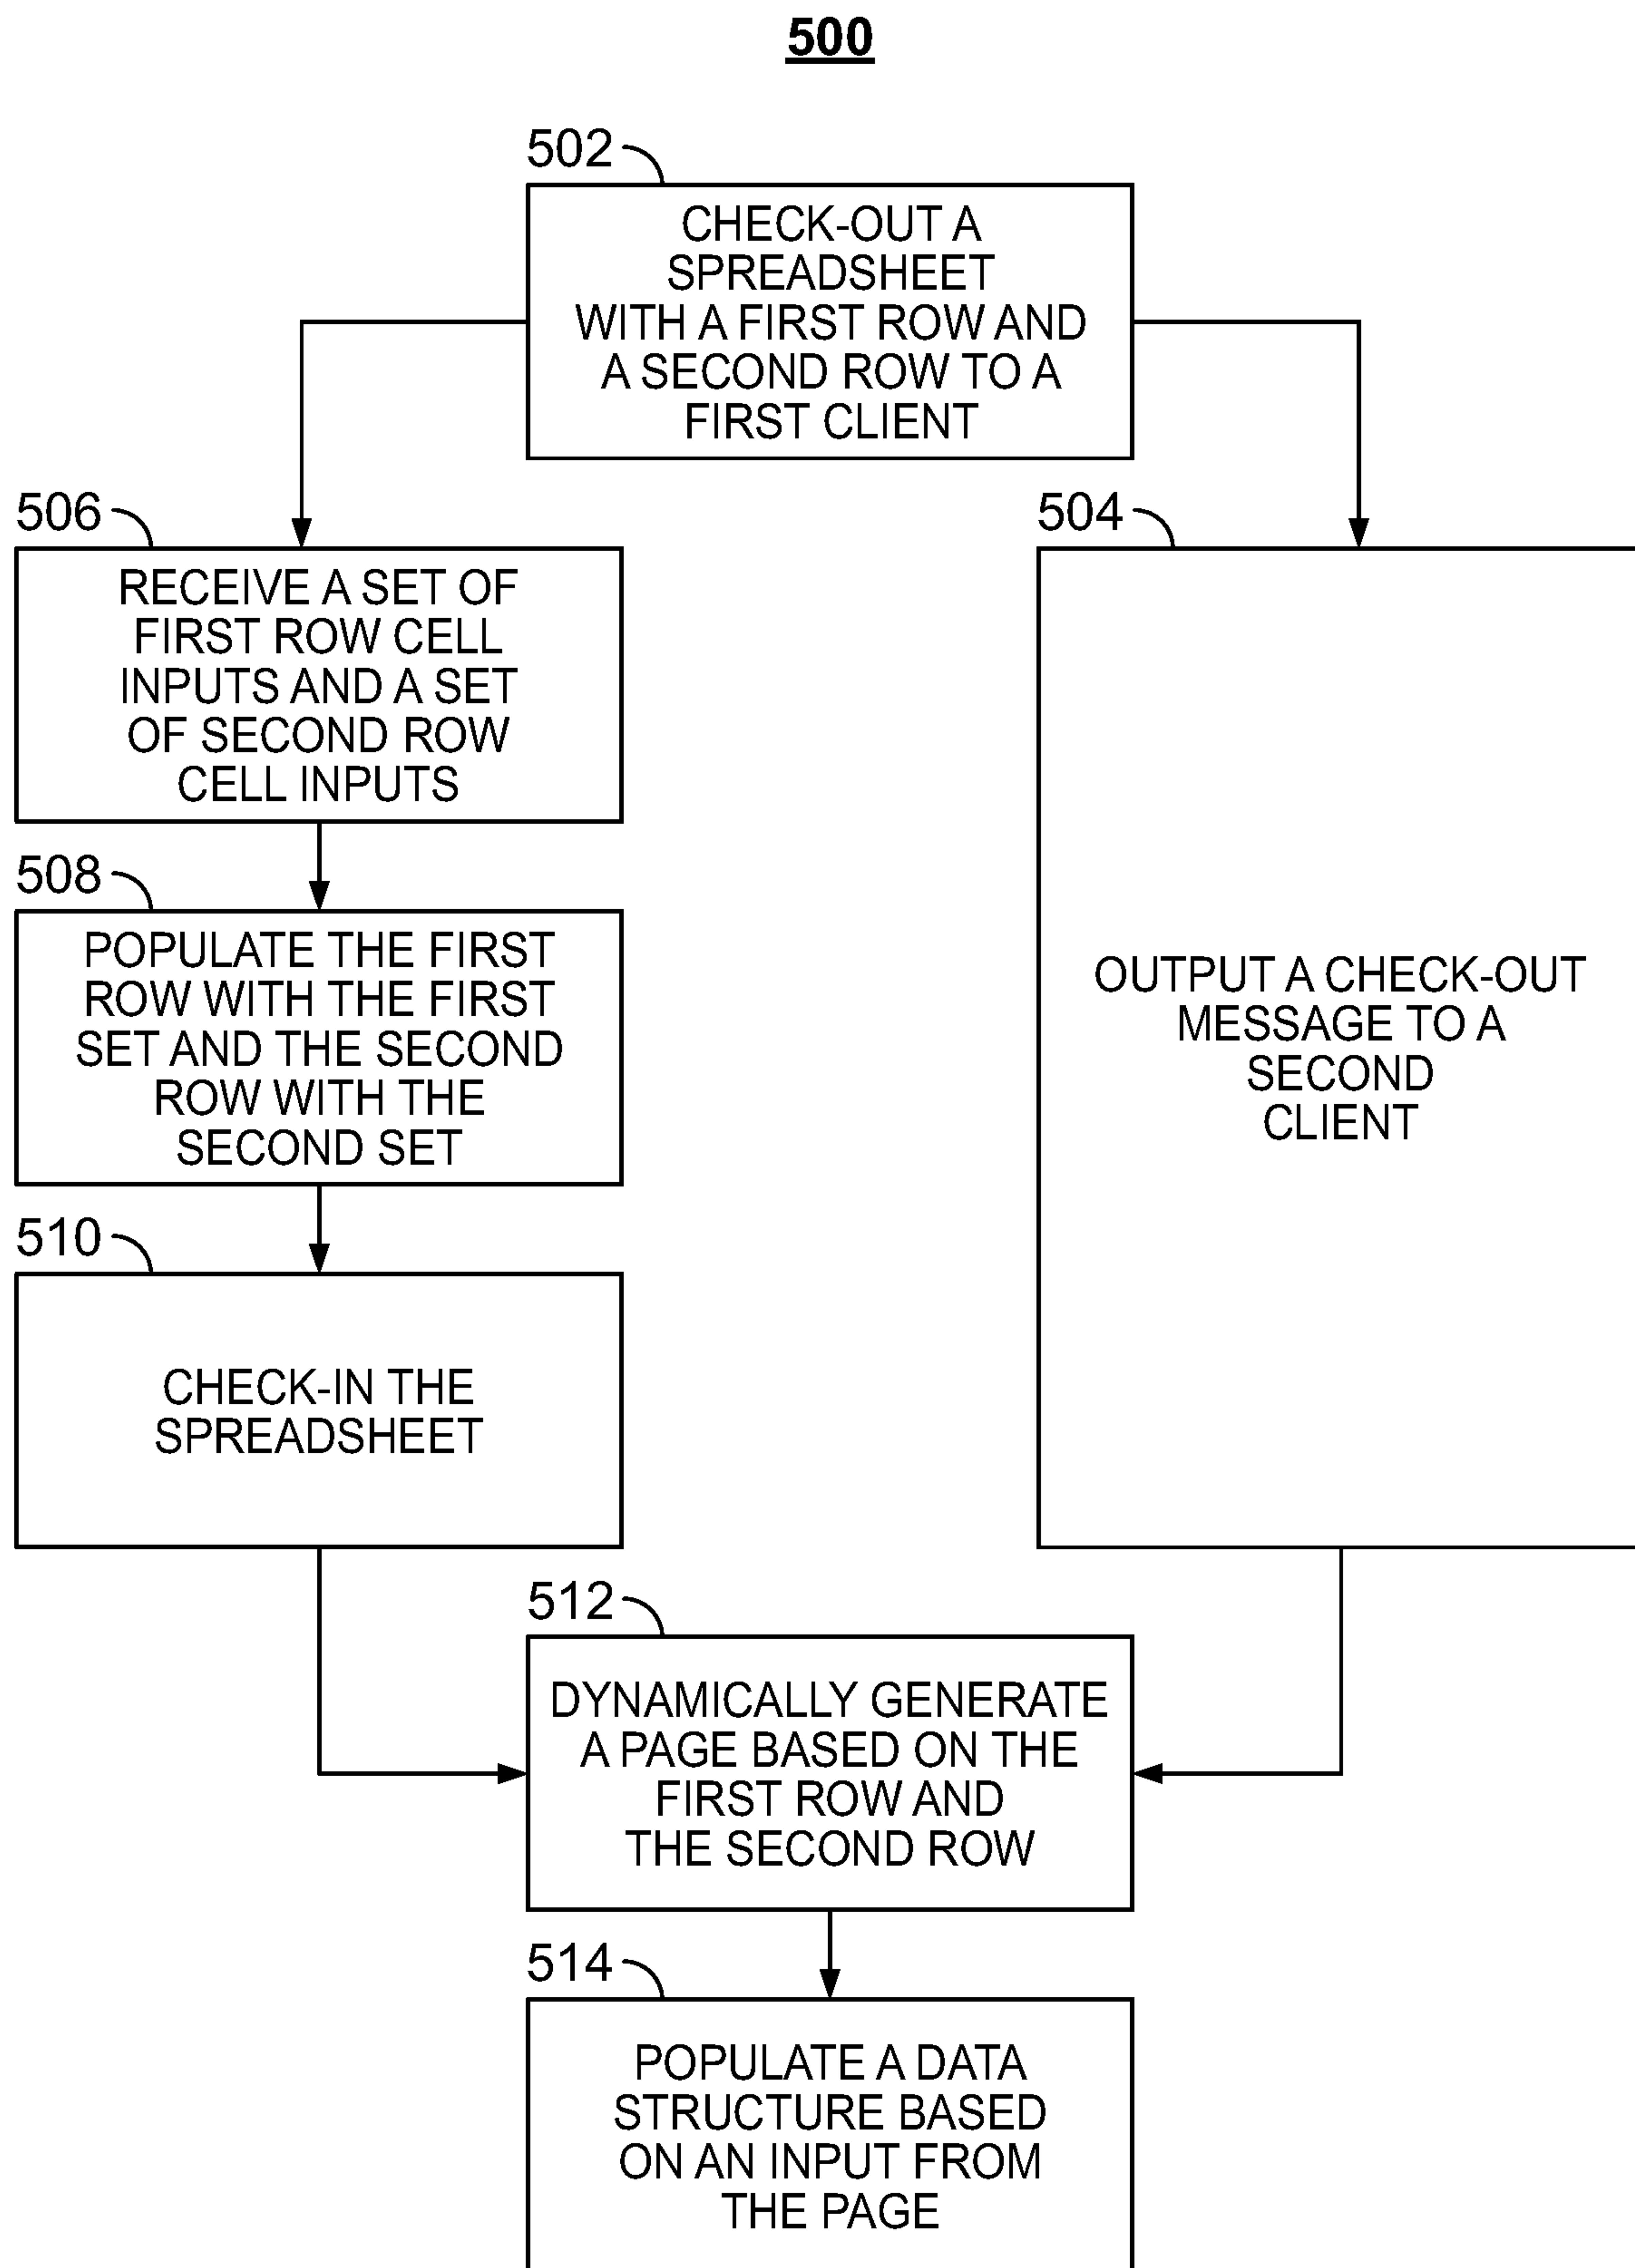 500
502
CHECK-OUT A
SPREADSHEET
WITH A FIRST ROW AND
A SECOND ROW TO A
FIRST CLIENT
506
RECEIVE A SET OF
FIRST ROW CELL
INPUTS AND A SET
OF SECOND ROW
CELL INPUTS
504
OUTPUT A CHECK-OUT
MESSAGE TO A
SECOND
CLIENT
508
POPULATE THE FIRST
ROW WITH THE FIRST
SET AND THE SECOND
ROW WITH THE
SECOND SET
510
CHECK-IN THE
SPREADSHEET
512
DYNAMICALLY GENERATE
A PAGE BASED ON THE
FIRST ROW AND
THE SECOND ROW
514
POPULATE A DATA
STRUCTURE BASED
ON AN INPUT FROM
THE PAGE